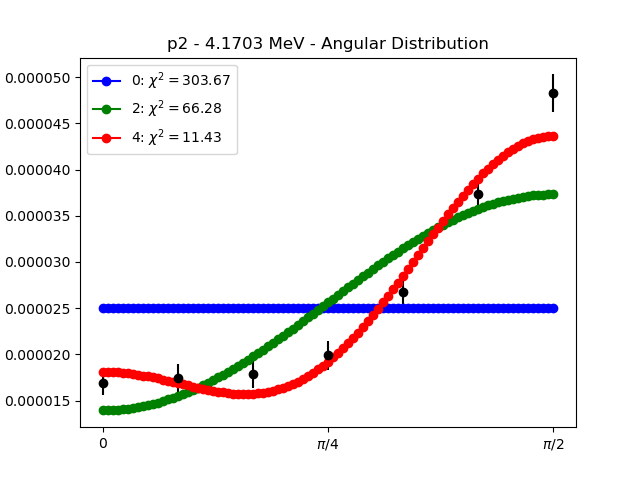 p2 - 4.1703 MeV - Angular Distribution
0: χ² = 303.67
2: χ² = 66.28
4: χ² = 11.43
0.000050
0.000045
0.000040
0.000035
0.000030
0.000025
0.000020
0.000015
0
π/4
π/2